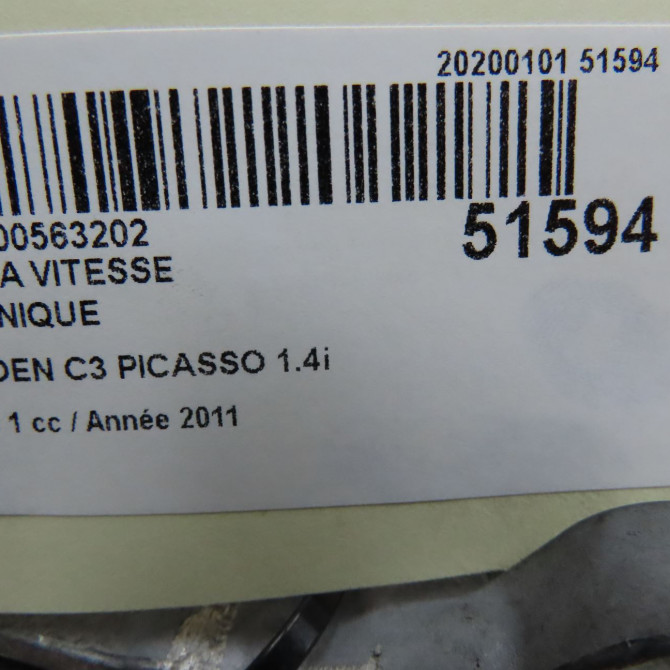 20200101 51594
00563202
51594
A VITESSE
NIQUE
DEN C3 PICASSO 1.4i
1 cc / Année 2011